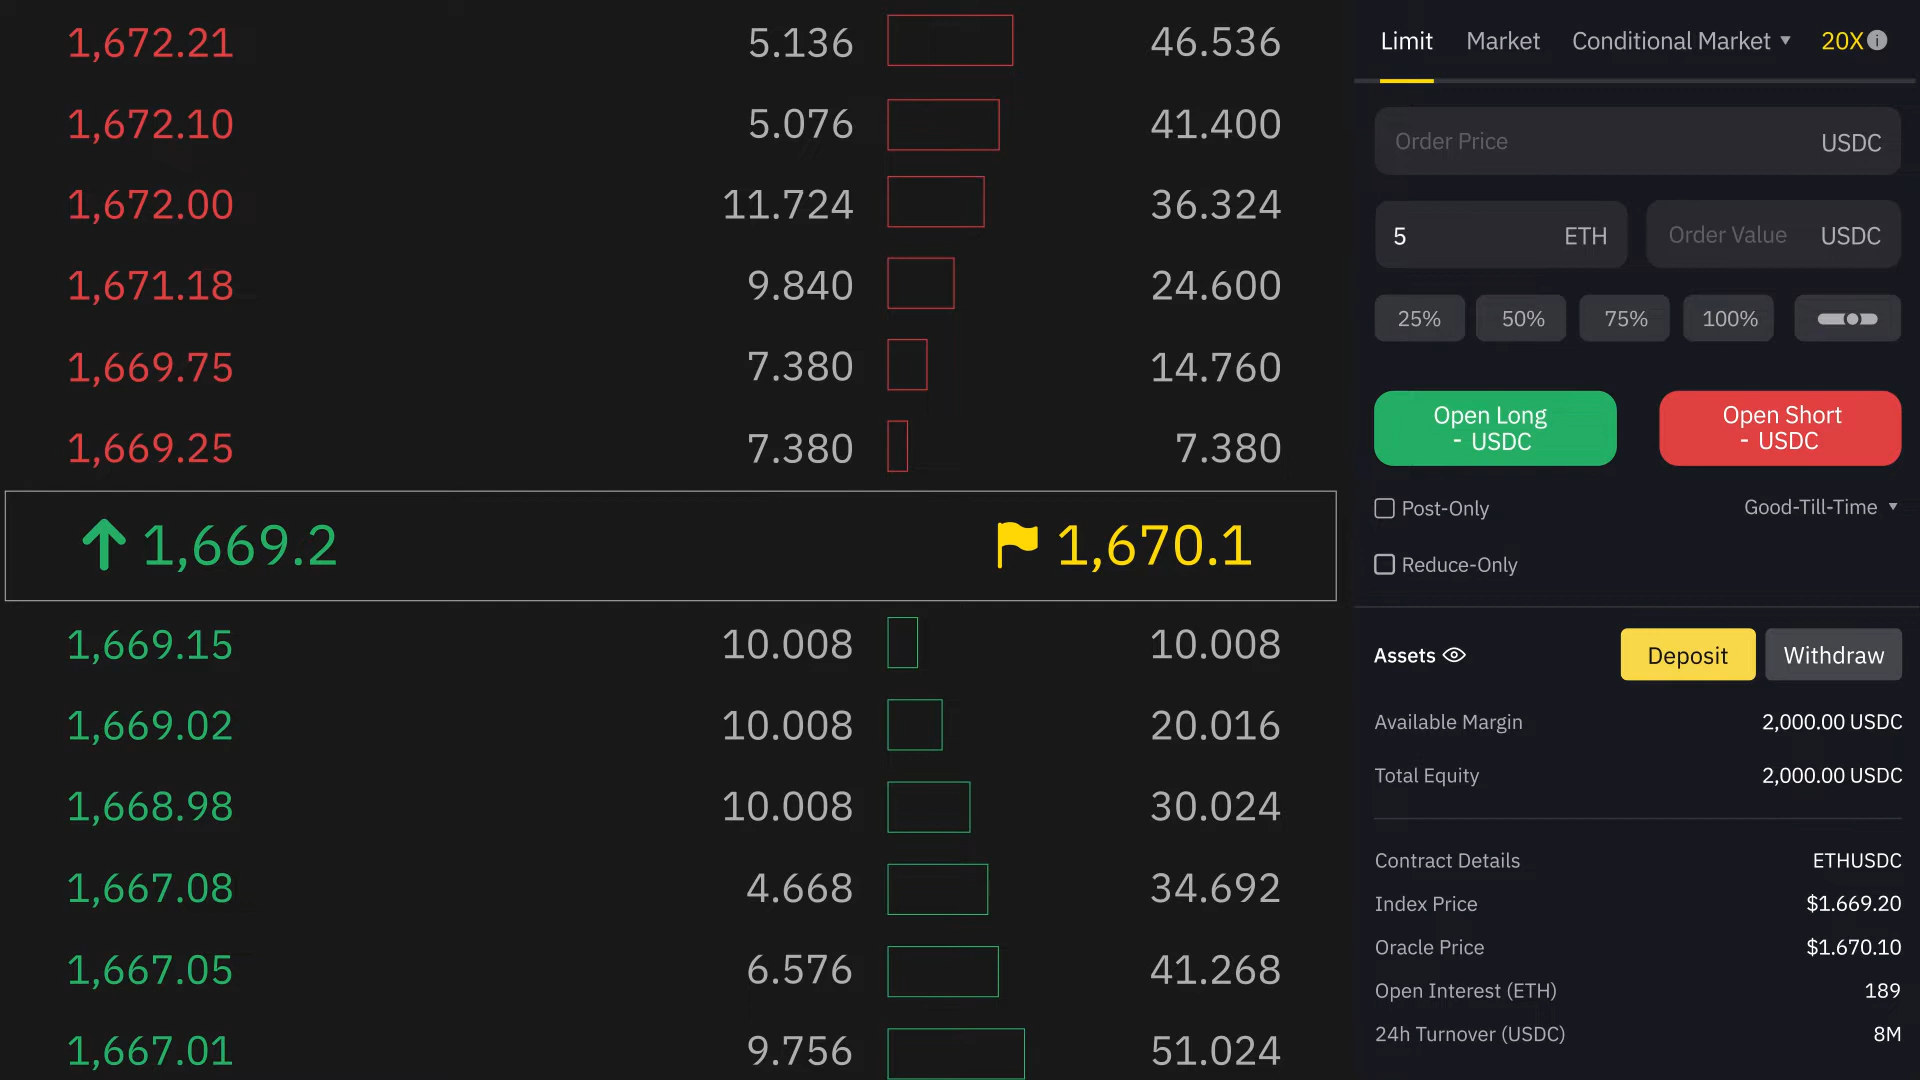 1,672.21 5.136 46.536
1,672.10 5.076 41.400
1,672.00 11.724 36.324
1,671.18 9.840 24.600
1,669.75 7.380 14.760
1,669.25 7.380 7.380
1,669.2 1,670.1
1,669.15 10.008 10.008
1,669.02 10.008 20.016
1,668.98 10.008 30.024
1,667.08 4.668 34.692
1,667.05 6.576 41.268
1,667.01 9.756 51.024
Limit Market Conditional Market 20X
Order Price USDC
5 ETH Order Value USDC
25% 50% 75% 100%
Open Long
- USDC
Open Short
- USDC
Post-Only Good-Till-Time
Reduce-Only
Assets Deposit Withdraw
Available Margin 2,000.00 USDC
Total Equity 2,000.00 USDC
Contract Details ETHUSDC
Index Price $1.669.20
Oracle Price $1.670.10
Open Interest (ETH) 189
24h Turnover (USDC) 8M